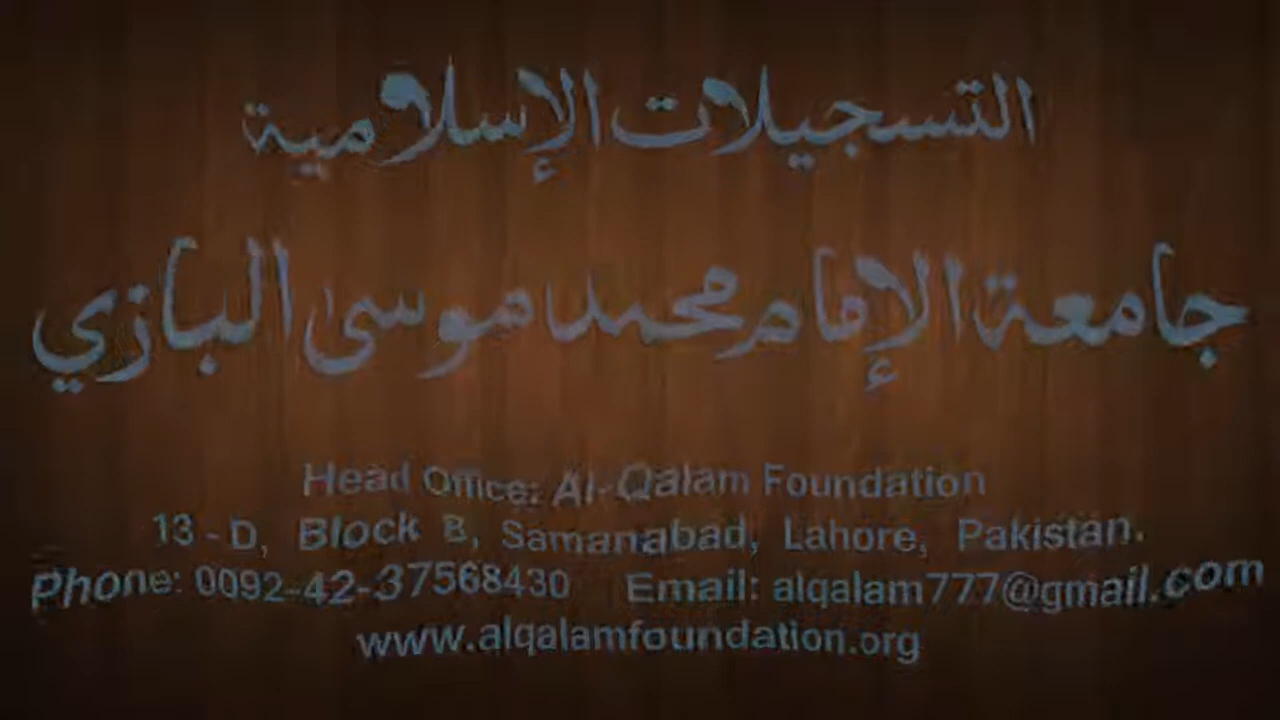 التسجيلات الإسلامية
جامعة الإمام محمد موسى البازي
Head Office: Al-Qalam Foundation
13 - D, Block B, Samanabad, Lahore, Pakistan.
Phone: 0092-42-37568430 Email: alqalam777@gmail.com
www.alqalamfoundation.org